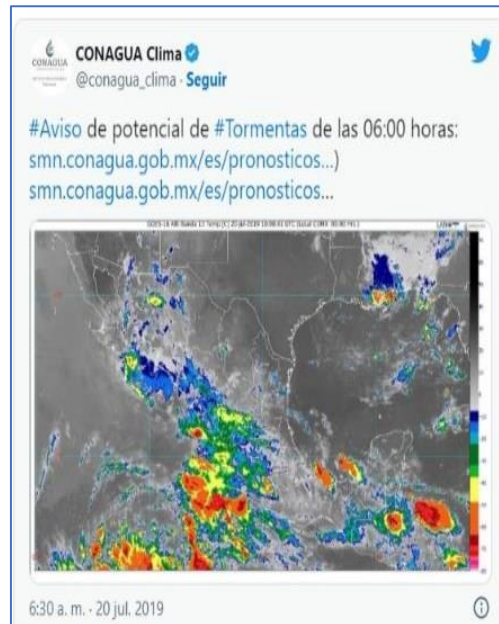 CONAGUA
CONAGUA Clima
@conagua_clima · Seguir
#Aviso de potencial de #Tormentas de las 06:00 horas:
smn.conagua.gob.mx/es/pronosticos...)
smn.conagua.gob.mx/es/pronosticos...
6:30 a. m. · 20 jul. 2019